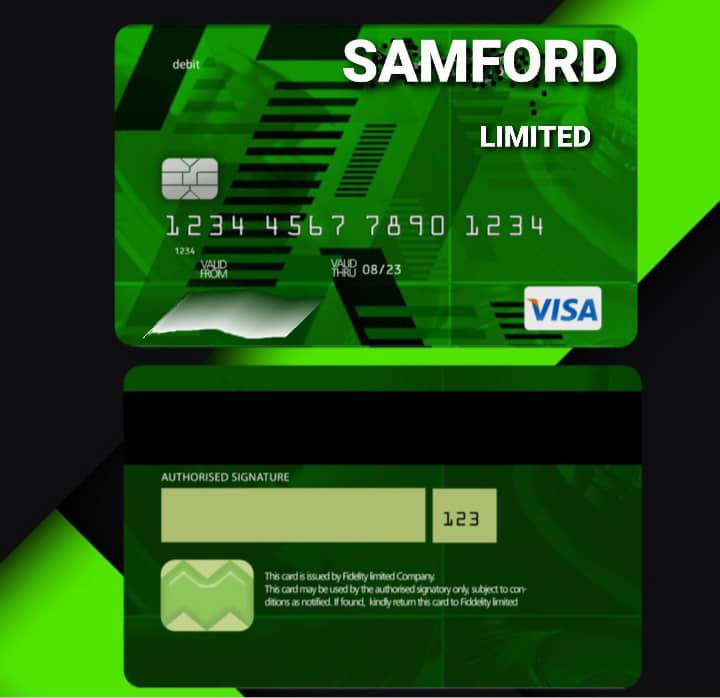 debit
SAMFORD
LIMITED
1234 4567 7890 1234
1234
VALID FROM
VALID THRU 08/23
VISA
AUTHORISED SIGNATURE
123
This card is issued by Fidelity limited Company.
This card may be used by the authorised signatory only, subject to con-
ditions as notified. If found, kindly return this card to Fiddelity limited